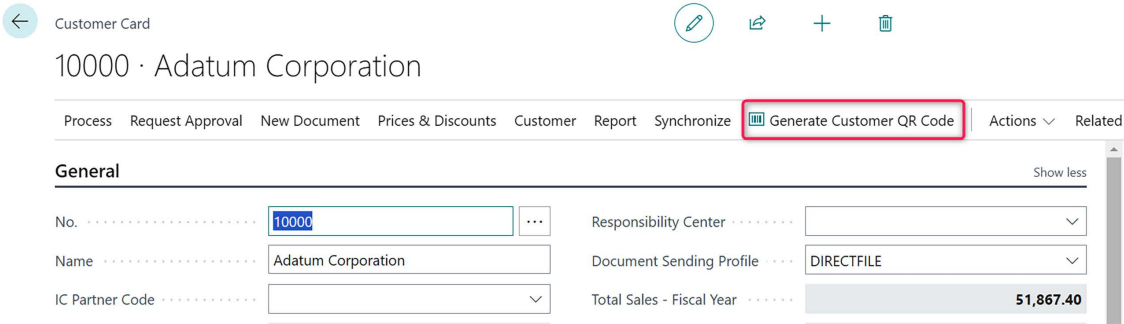 Customer Card
10000 · Adatum Corporation
Process Request Approval New Document Prices & Discounts Customer Report Synchronize Generate Customer QR Code Actions Related
General Show less
No. 10000 ... Responsibility Center
Name Adatum Corporation Document Sending Profile DIRECTFILE
IC Partner Code Total Sales - Fiscal Year 51,867.40